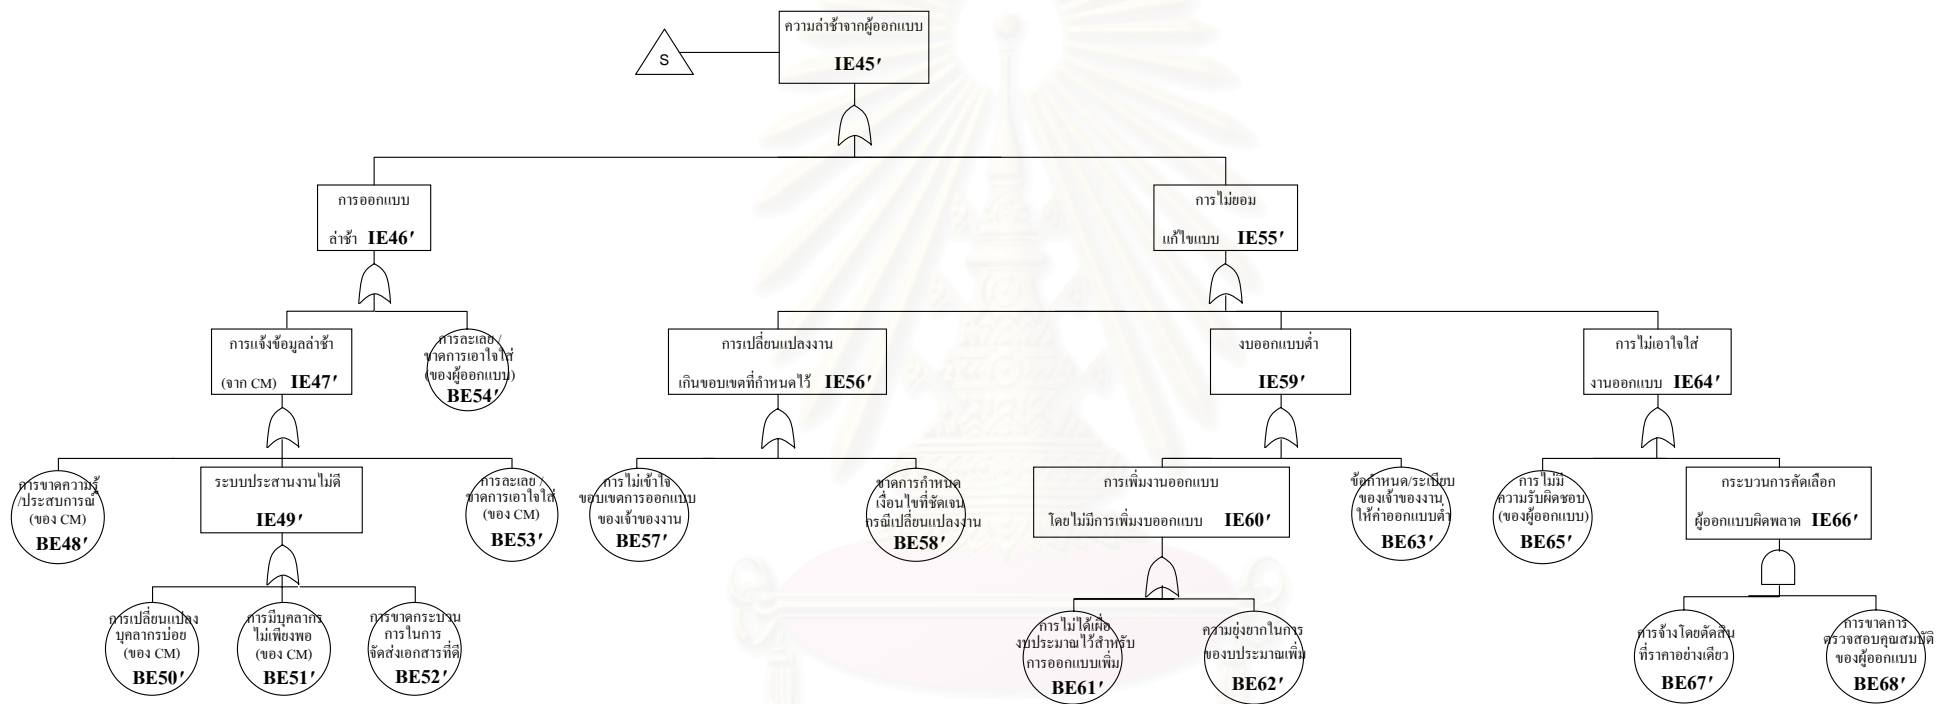 ความล่าช้าจากผู้ออกแบบ
IE45′
S
การออกแบบ
ล่าช้า IE46′
การไม่ยอม
แก้ไขแบบ IE55′
การแจ้งข้อมูลล่าช้า
(จาก CM) IE47′
การละเลย /
ขาดการเอาใจใส่
(ของผู้ออกแบบ)
BE54′
การเปลี่ยนแปลงงาน
เกินขอบเขตที่กำหนดไว้ IE56′
งบออกแบบต่ำ
IE59′
การไม่เอาใจใส่
งานออกแบบ IE64′
การขาดความรู้
/ประสบการณ์
(ของ CM)
BE48′
ระบบประสานงานไม่ดี
IE49′
การละเลย /
ขาดการเอาใจใส่
(ของ CM)
BE53′
การไม่เข้าใจ
ขอบเขตการออกแบบ
ของเจ้าของงาน
BE57′
ขาดการกำหนด
เงื่อนไขที่ชัดเจน
กรณีเปลี่ยนแปลงงาน
BE58′
การเพิ่มงานออกแบบ
โดยไม่มีการเพิ่มงบออกแบบ IE60′
ข้อกำหนด/ระเบียบ
ของเจ้าของงาน
ให้ค่าออกแบบต่ำ
BE63′
การไม่มี
ความรับผิดชอบ
(ของผู้ออกแบบ)
BE65′
กระบวนการคัดเลือก
ผู้ออกแบบผิดพลาด IE66′
การเปลี่ยนแปลง
บุคลากรบ่อย
(ของ CM)
BE50′
การมีบุคลากร
ไม่เพียงพอ
(ของ CM)
BE51′
การขาดกระบวน
การในการ
จัดส่งเอกสารที่ดี
BE52′
การไม่ได้เผื่อ
งบประมาณไว้สำหรับ
การออกแบบเพิ่ม
BE61′
ความยุ่งยากในการ
ของบประมาณเพิ่ม
BE62′
การจ้างโดยตัดสิน
ที่ราคาอย่างเดียว
BE67′
การขาดการ
ตรวจสอบคุณสมบัติ
ของผู้ออกแบบ
BE68′